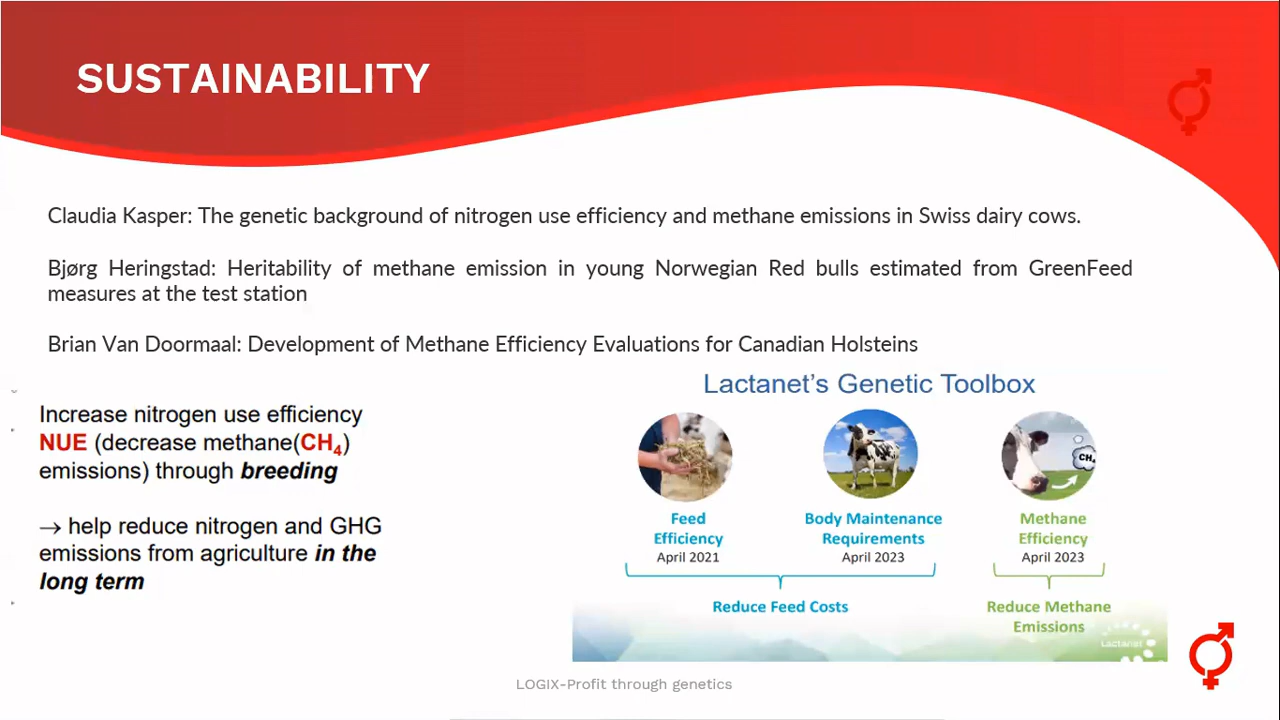 SUSTAINABILITY
Claudia Kasper: The genetic background of nitrogen use efficiency and methane emissions in Swiss dairy cows.
Bjørg Heringstad: Heritability of methane emission in young Norwegian Red bulls estimated from GreenFeed
measures at the test station
Brian Van Doormaal: Development of Methane Efficiency Evaluations for Canadian Holsteins
Increase nitrogen use efficiency
NUE (decrease methane(CH₄)
emissions) through breeding
→ help reduce nitrogen and GHG
emissions from agriculture in the
long term
Lactanet's Genetic Toolbox
CH₄
Feed
Efficiency
April 2021
Body Maintenance
Requirements
April 2023
Methane
Efficiency
April 2023
Reduce Feed Costs
Reduce Methane
Emissions
Lactanet
LOGIX-Profit through genetics